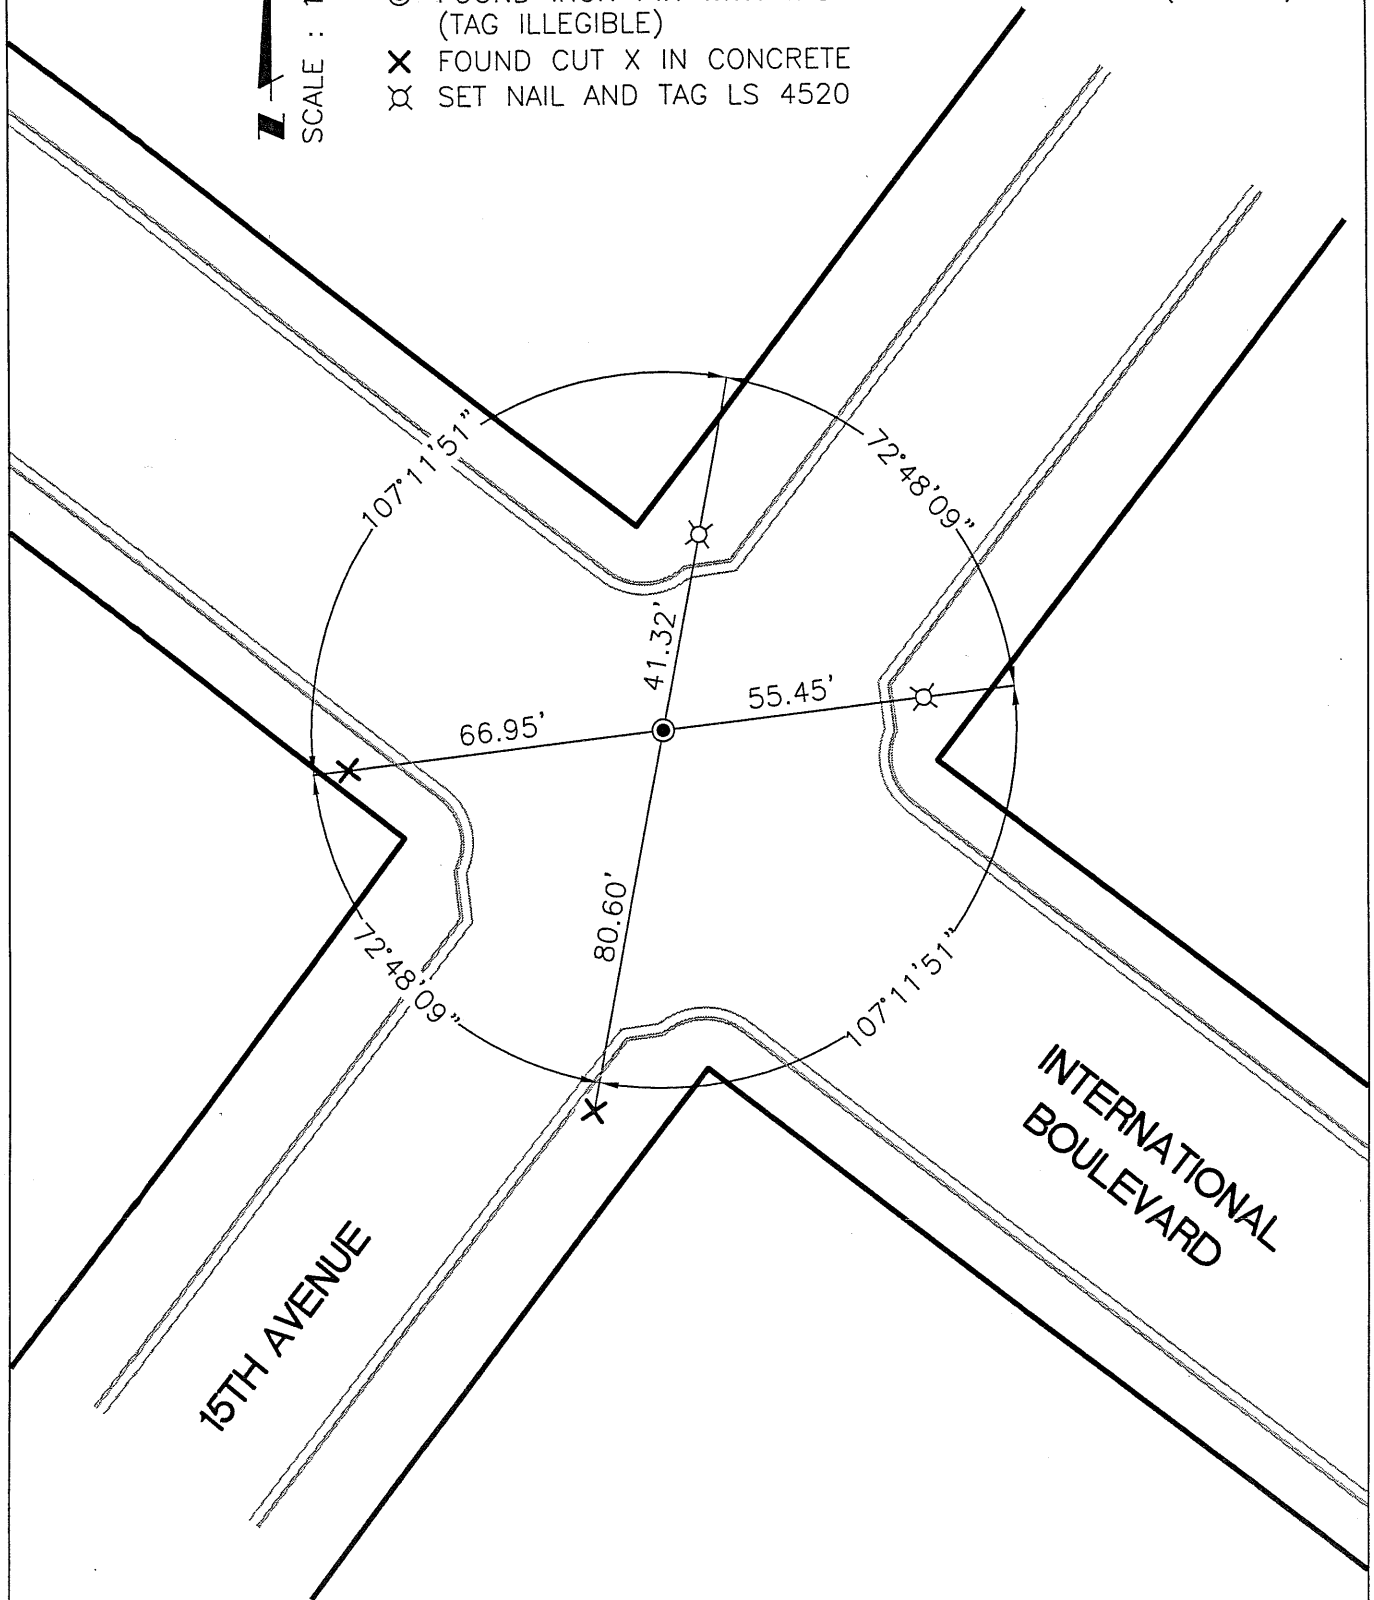 SCALE : 1
(TAG ILLEGIBLE)
FOUND CUT X IN CONCRETE
SET NAIL AND TAG LS 4520
107°11'51"
72°48'09"
41.32'
55.45'
66.95'
80.60'
72°48'09"
107°11'51"
INTERNATIONAL
BOULEVARD
15TH AVENUE